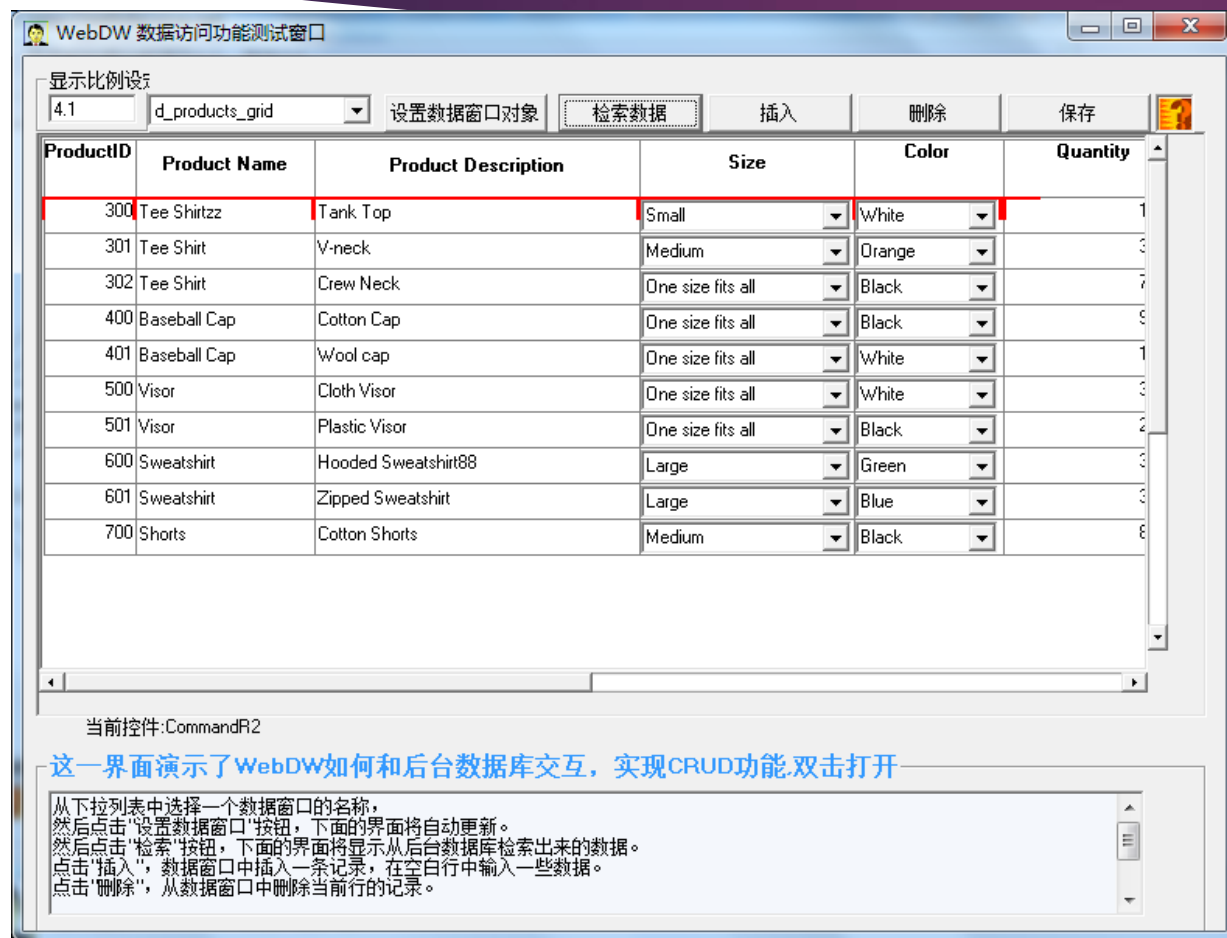 WebDW 数据访问功能测试窗口
显示比例设
4.1 d_products_grid 设置数据窗口对象 检索数据 插入 删除 保存
ProductID Product Name Product Description Size Color Quantity
300 Tee Shirtzz Tank Top Small White 1
301 Tee Shirt V-neck Medium Orange
302 Tee Shirt Crew Neck One size fits all Black
400 Baseball Cap Cotton Cap One size fits all Black
401 Baseball Cap Wool cap One size fits all White 1
500 Visor Cloth Visor One size fits all White
501 Visor Plastic Visor One size fits all Black
600 Sweatshirt Hooded Sweatshirt88 Large Green
601 Sweatshirt Zipped Sweatshirt Large Blue
700 Shorts Cotton Shorts Medium Black
当前控件:CommandR2
这一界面演示了WebDW如何和后台数据库交互，实现CRUD功能.双击打开
从下拉列表中选择一个数据窗口的名称，
然后点击"设置数据窗口"按钮，下面的界面将自动更新。
然后点击"检索"按钮，下面的界面将显示从后台数据库检索出来的数据。
点击"插入"，数据窗口中插入一条记录，在空白行中输入一些数据。
点击"删除"，从数据窗口中删除当前行的记录。